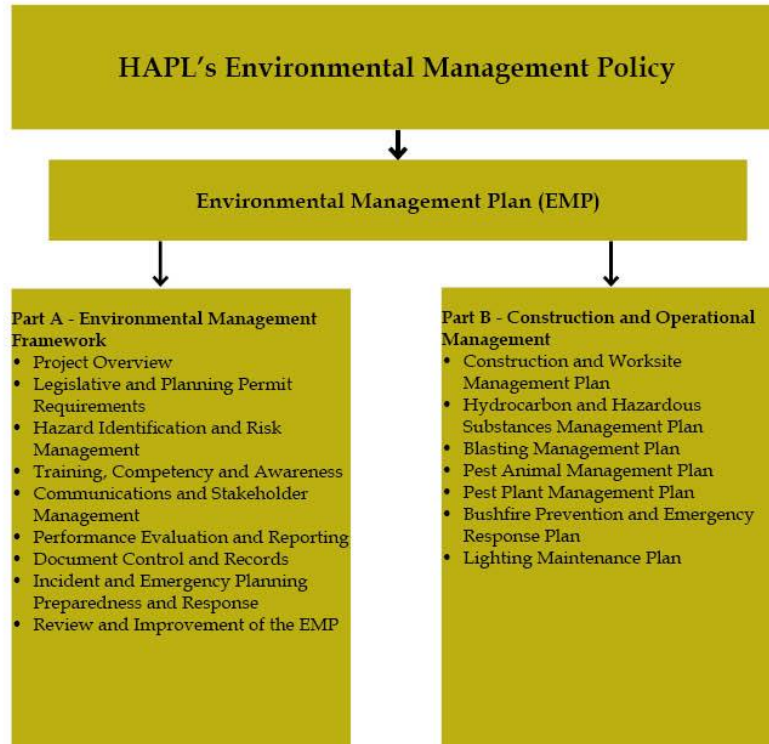 HAPL's Environmental Management Policy
Environmental Management Plan (EMP)
Part A - Environmental Management
Framework
• Project Overview
• Legislative and Planning Permit
Requirements
• Hazard Identification and Risk
Management
• Training, Competency and Awareness
• Communications and Stakeholder
Management
• Performance Evaluation and Reporting
• Document Control and Records
• Incident and Emergency Planning
Preparedness and Response
• Review and Improvement of the EMP
Part B - Construction and Operational
Management
• Construction and Worksite
Management Plan
• Hydrocarbon and Hazardous
Substances Management Plan
• Blasting Management Plan
• Pest Animal Management Plan
• Pest Plant Management Plan
• Bushfire Prevention and Emergency
Response Plan
• Lighting Maintenance Plan